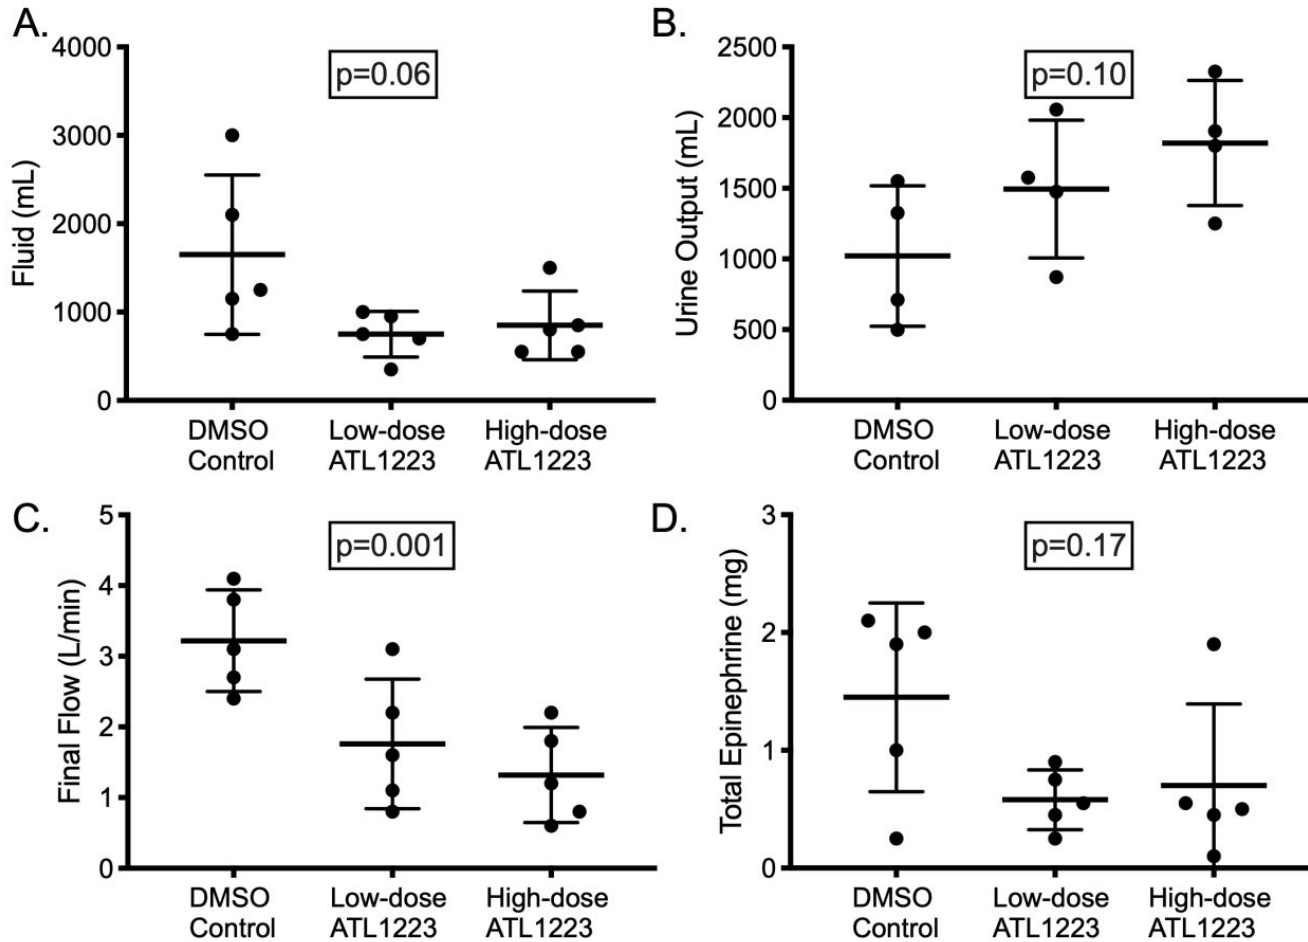 A.
Fluid (mL)
4000
3000
2000
1000
0
p=0.06
DMSO
Control
Low-dose
ATL1223
High-dose
ATL1223
B.
Urine Output (mL)
2500
2000
1500
1000
500
0
p=0.10
DMSO
Control
Low-dose
ATL1223
High-dose
ATL1223
C.
Final Flow (L/min)
5
4
3
2
1
0
p=0.001
DMSO
Control
Low-dose
ATL1223
High-dose
ATL1223
D.
Total Epinephrine (mg)
3
2
1
0
p=0.17
DMSO
Control
Low-dose
ATL1223
High-dose
ATL1223